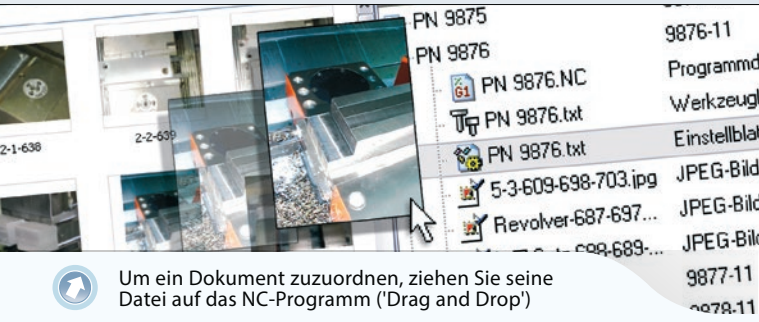 PN 9875
PN 9876
9876-11
PN 9876.NC
PN 9876.txt
PN 9876.txt
Einstellblat
5-3-609-698-703.jpg
JPEG-Bild
Revolver-687-697...
JPEG-Bild
JPEG-Bild
9877-11
2-1-638
2-2-639
Um ein Dokument zuzuordnen, ziehen Sie seine
Datei auf das NC-Programm ('Drag and Drop')